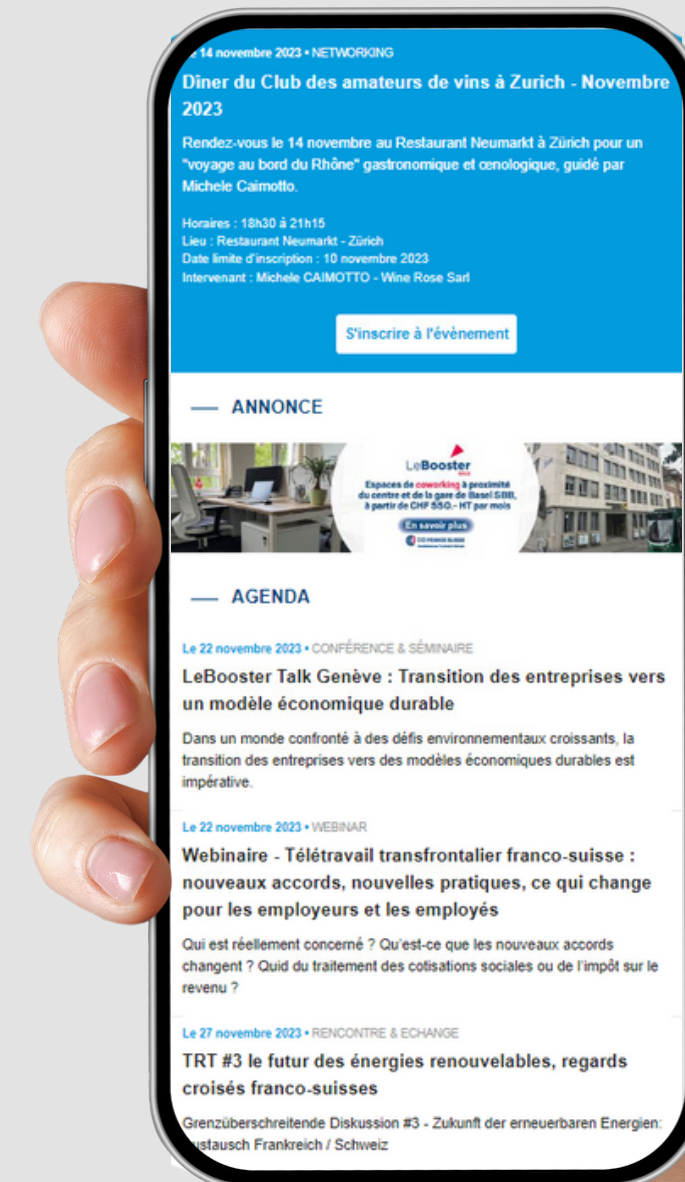 14 novembre 2023 • NETWORKING
Dîner du Club des amateurs de vins à Zurich - Novembre
2023
Rendez-vous le 14 novembre au Restaurant Neumarkt à Zürich pour un
"voyage au bord du Rhône" gastronomique et œnologique, guidé par
Michele Caimotto.
Horaires : 18h30 à 21h15
Lieu : Restaurant Neumarkt - Zürich
Date limite d'inscription : 10 novembre 2023
Intervenant : Michele CAIMOTTO - Wine Rose Sarl
S'inscrire à l'évènement
ANNONCE
LeBooster
Espaces de coworking à proximité
du centre et de la gare de Basel SBB,
à partir de CHF 550.- HT par mois
En savoir plus
CCI FRANCE SUISSE
AGENDA
Le 22 novembre 2023 • CONFÉRENCE & SÉMINAIRE
LeBooster Talk Genève : Transition des entreprises vers
un modèle économique durable
Dans un monde confronté à des défis environnementaux croissants, la
transition des entreprises vers des modèles économiques durables est
impérative.
Le 22 novembre 2023 • WEBINAR
Webinaire - Télétravail transfrontalier franco-suisse :
nouveaux accords, nouvelles pratiques, ce qui change
pour les employeurs et les employés
Qui est réellement concerné ? Qu'est-ce que les nouveaux accords
changent ? Quid du traitement des cotisations sociales ou de l'impôt sur le
revenu ?
Le 27 novembre 2023 • RENCONTRE & ECHANGE
TRT #3 le futur des énergies renouvelables, regards
croisés franco-suisses
Grenzüberschreitende Diskussion #3 - Zukunft der erneuerbaren Energien:
ustausch Frankreich / Schweiz